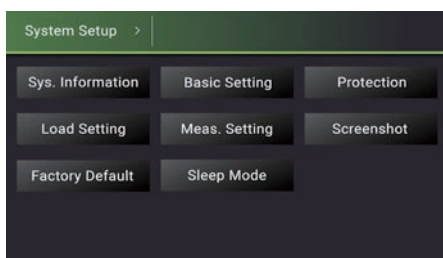 System Setup >
Sys. Information Basic Setting Protection
Load Setting Meas. Setting Screenshot
Factory Default Sleep Mode